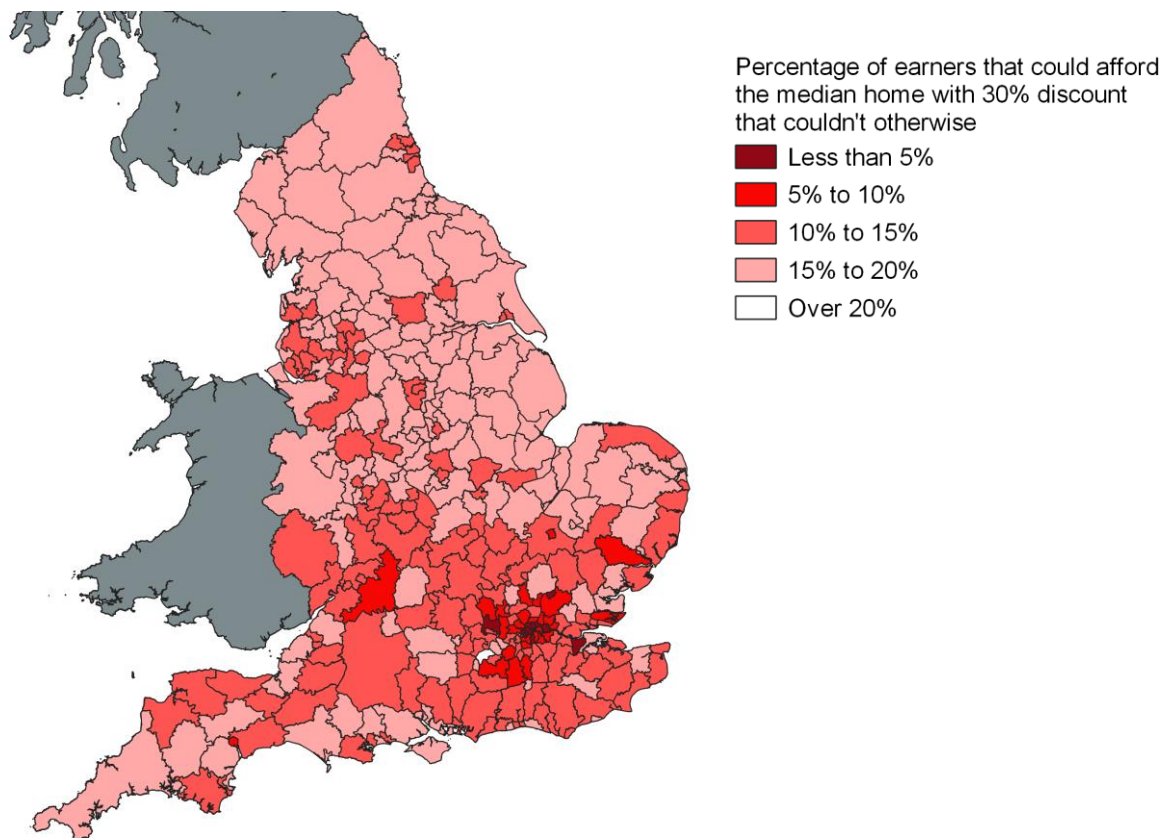 Percentage of earners that could afford
the median home with 30% discount
that couldn't otherwise
Less than 5%
5% to 10%
10% to 15%
15% to 20%
Over 20%